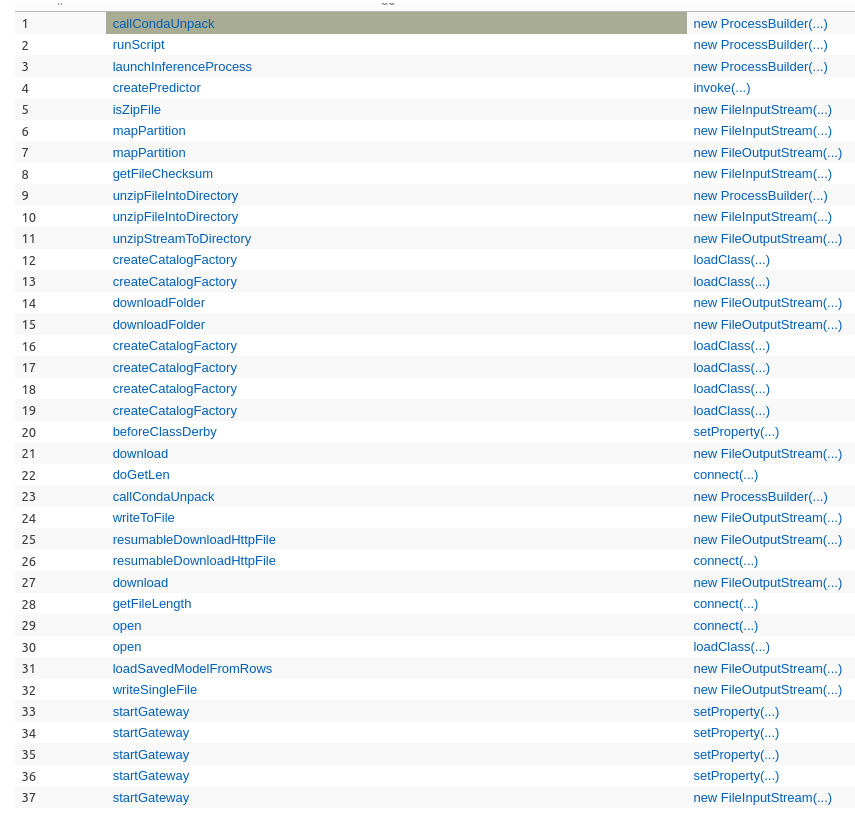 1 callCondaUnpack new ProcessBuilder(...)
2 runScript new ProcessBuilder(...)
3 launchInferenceProcess new ProcessBuilder(...)
4 createPredictor invoke(...)
5 isZipFile new FileInputStream(...)
6 mapPartition new FileInputStream(...)
7 mapPartition new FileOutputStream(...)
8 getFileChecksum new FileInputStream(...)
9 unzipFileIntoDirectory new ProcessBuilder(...)
10 unzipFileIntoDirectory new FileInputStream(...)
11 unzipStreamToDirectory new FileOutputStream(...)
12 createCatalogFactory loadClass(...)
13 createCatalogFactory loadClass(...)
14 downloadFolder new FileOutputStream(...)
15 downloadFolder new FileOutputStream(...)
16 createCatalogFactory loadClass(...)
17 createCatalogFactory loadClass(...)
18 createCatalogFactory loadClass(...)
19 createCatalogFactory loadClass(...)
20 beforeClassDerby setProperty(...)
21 download new FileOutputStream(...)
22 doGetLen connect(...)
23 callCondaUnpack new ProcessBuilder(...)
24 writeToFile new FileOutputStream(...)
25 resumableDownloadHttpFile new FileOutputStream(...)
26 resumableDownloadHttpFile connect(...)
27 download new FileOutputStream(...)
28 getFileLength connect(...)
29 open connect(...)
30 open loadClass(...)
31 loadSavedModelFromRows new FileOutputStream(...)
32 writeSingleFile new FileOutputStream(...)
33 startGateway setProperty(...)
34 startGateway setProperty(...)
35 startGateway setProperty(...)
36 startGateway setProperty(...)
37 startGateway new FileInputStream(...)